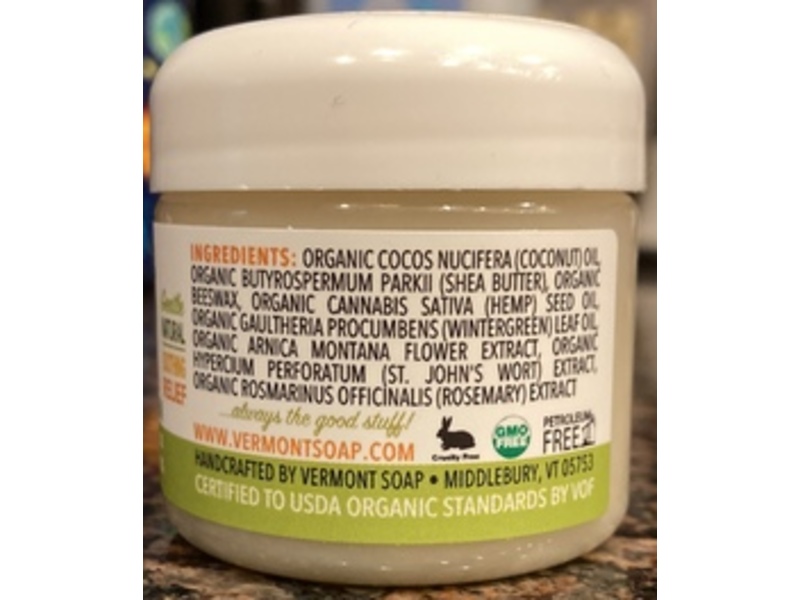 INGREDIENTS: ORGANIC COCOS NUCIFERA (COCONUT) OIL,
ORGANIC BUTYROSPERMUM PARKII (SHEA BUTTER), ORGANIC
BEESWAX, ORGANIC CANNABIS SATIVA (HEMP) SEED OIL,
ORGANIC GAULTHERIA PROCUMBENS (WINTERGREEN) LEAF OIL,
ORGANIC ARNICA MONTANA FLOWER EXTRACT, ORGANIC
HYPERCIUM PERFORATUM (ST. JOHN'S WORT) EXTRACT,
ORGANIC ROSMARINUS OFFICINALIS (ROSEMARY) EXTRACT
...always the good stuff!
WWW.VERMONTSOAP.COM
Cruelty Free
GMO
FREE
PETROLEUM
FREE
HANDCRAFTED BY VERMONT SOAP • MIDDLEBURY, VT 05753
CERTIFIED TO USDA ORGANIC STANDARDS BY VOF
RELIEF